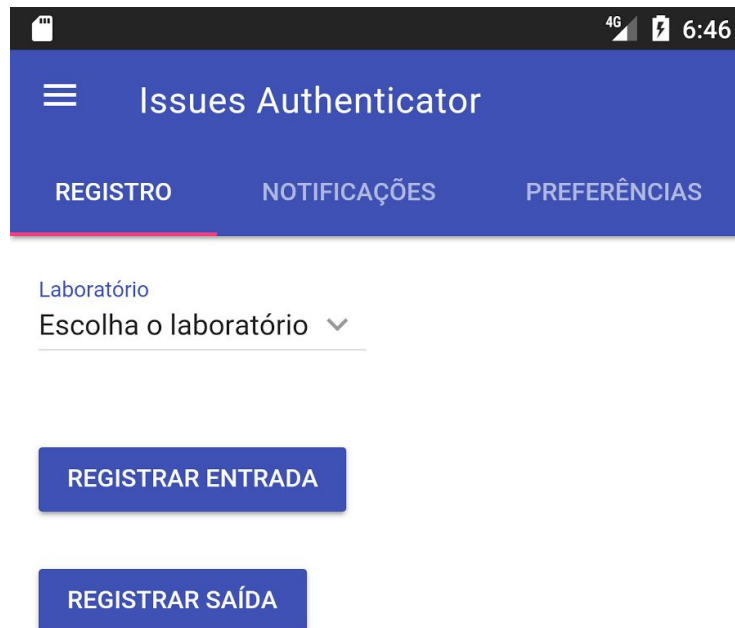 4G 6:46
Issues Authenticator
REGISTRO NOTIFICAÇÕES PREFERÊNCIAS
Laboratório
Escolha o laboratório
REGISTRAR ENTRADA
REGISTRAR SAÍDA